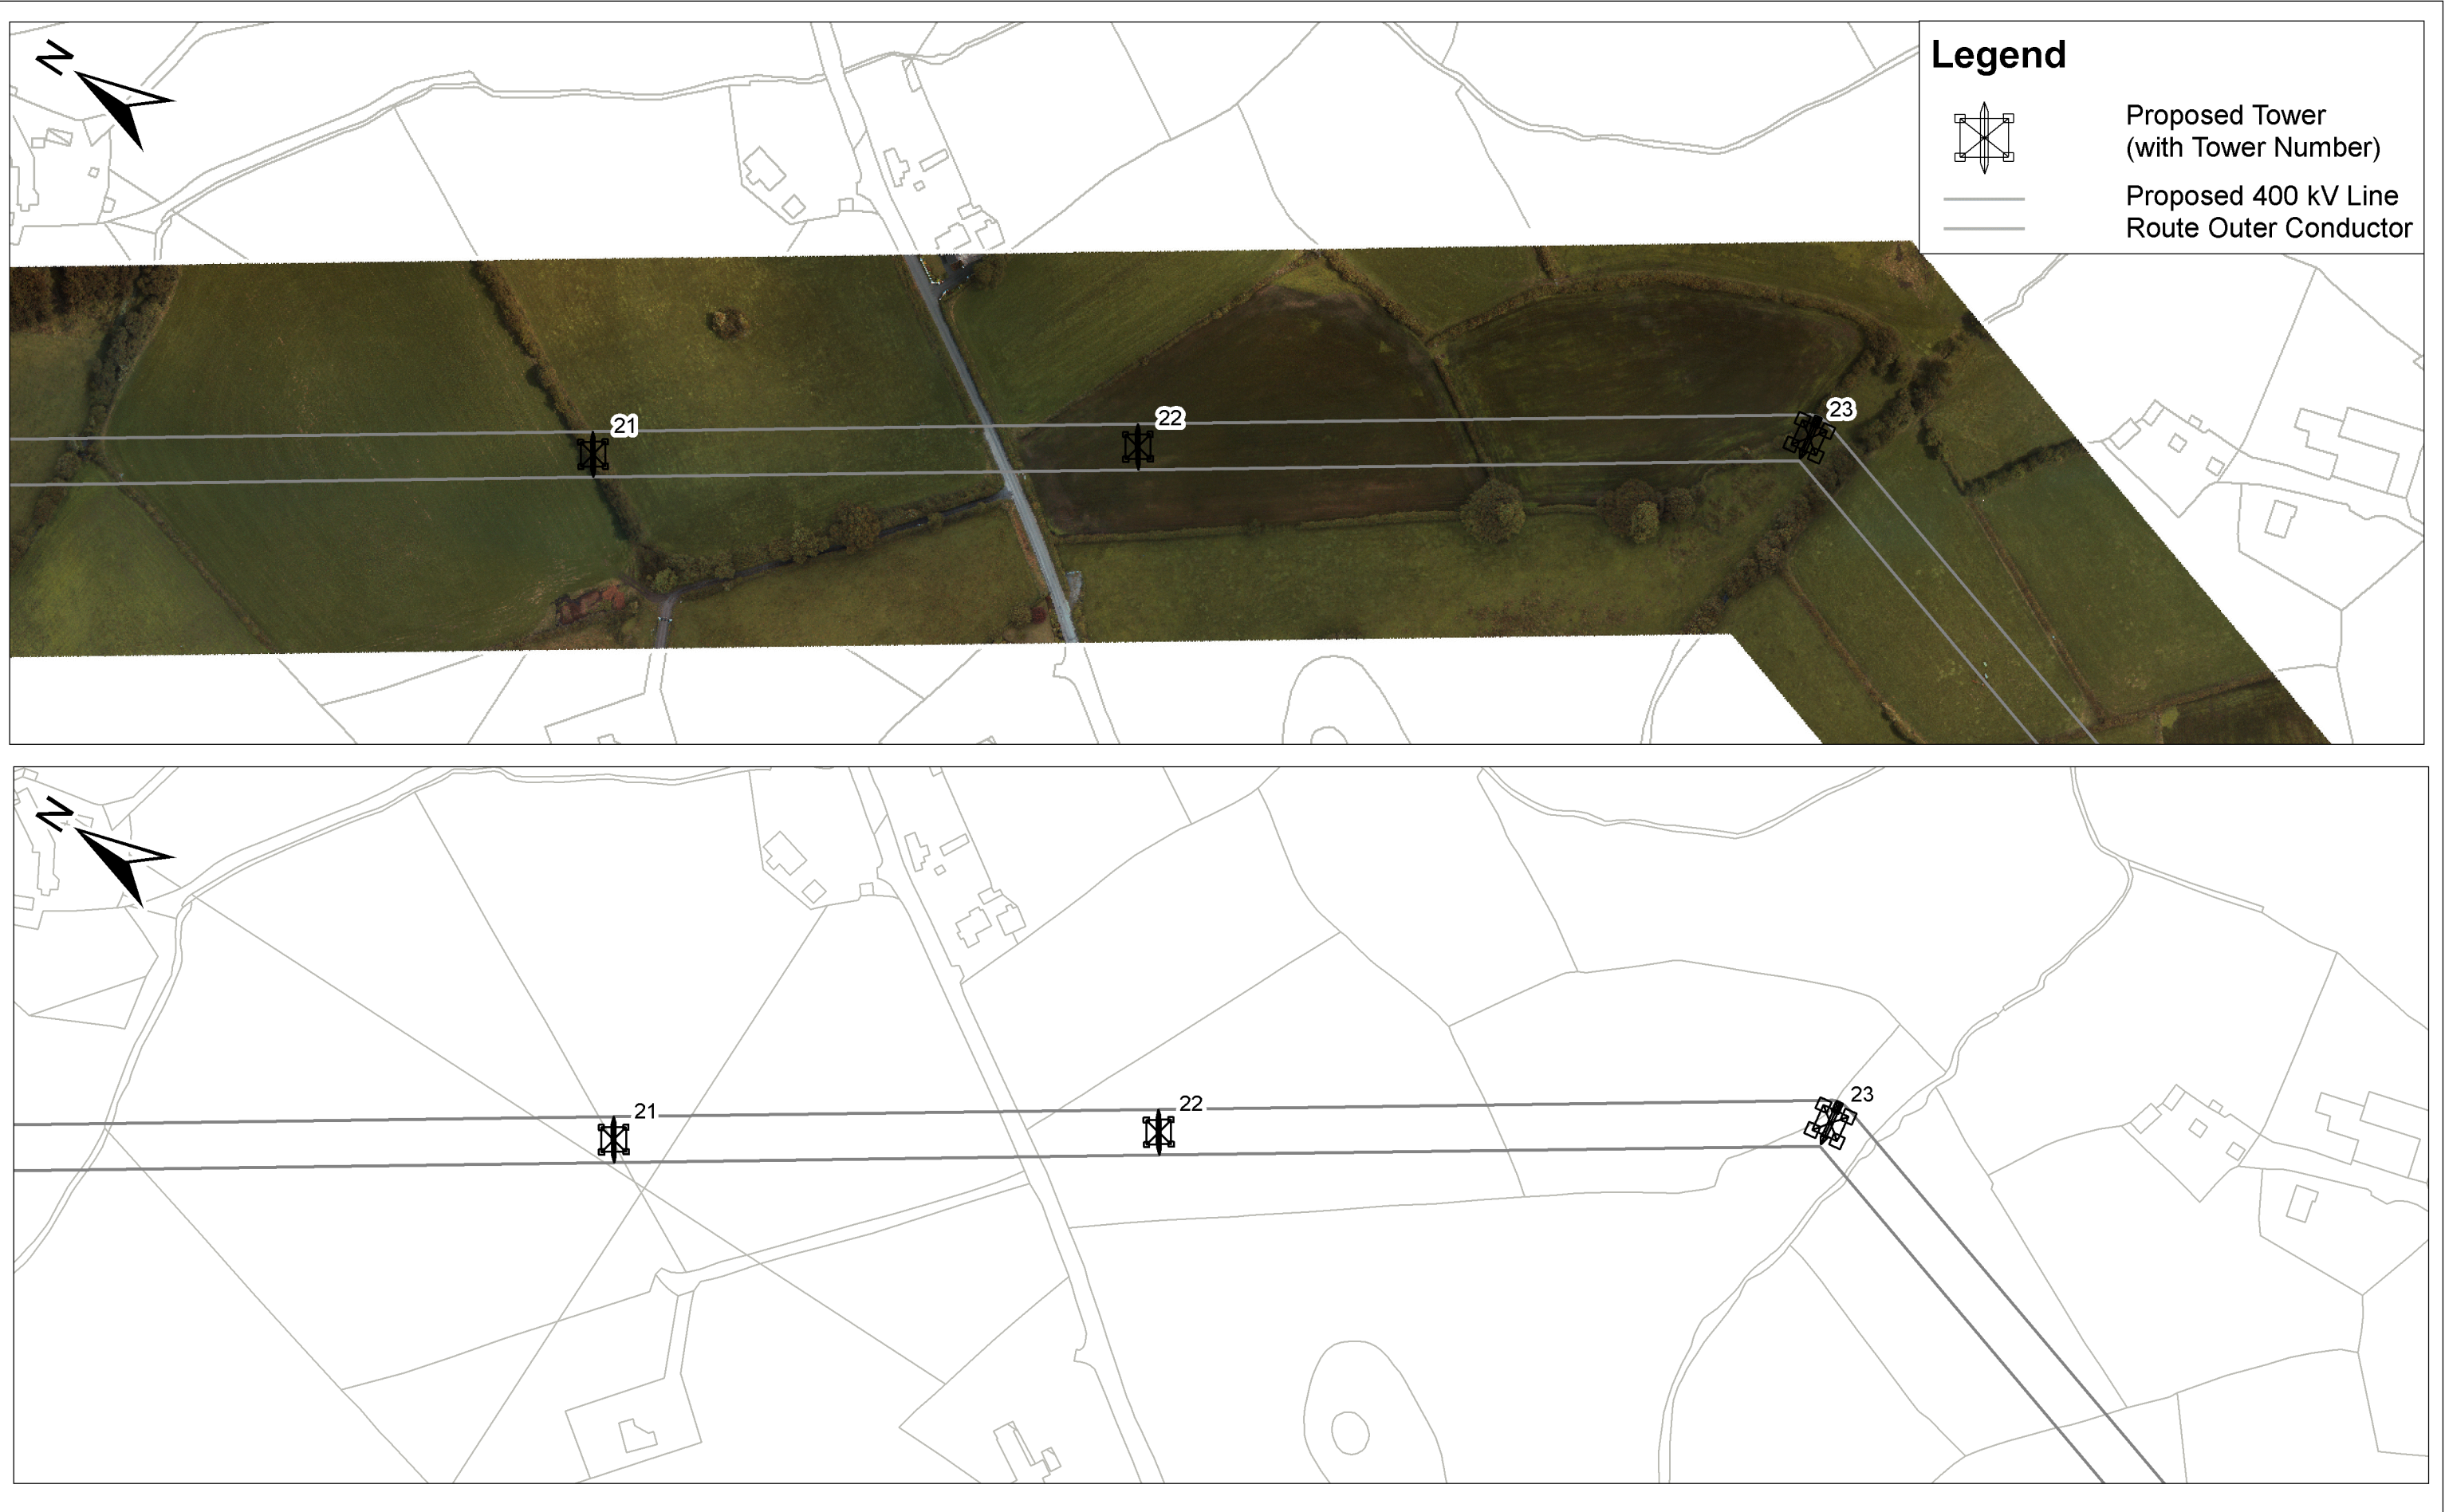 N
Legend
Proposed Tower
(with Tower Number)
Proposed 400 kV Line
Route Outer Conductor
21
22
23
N
21
22
23